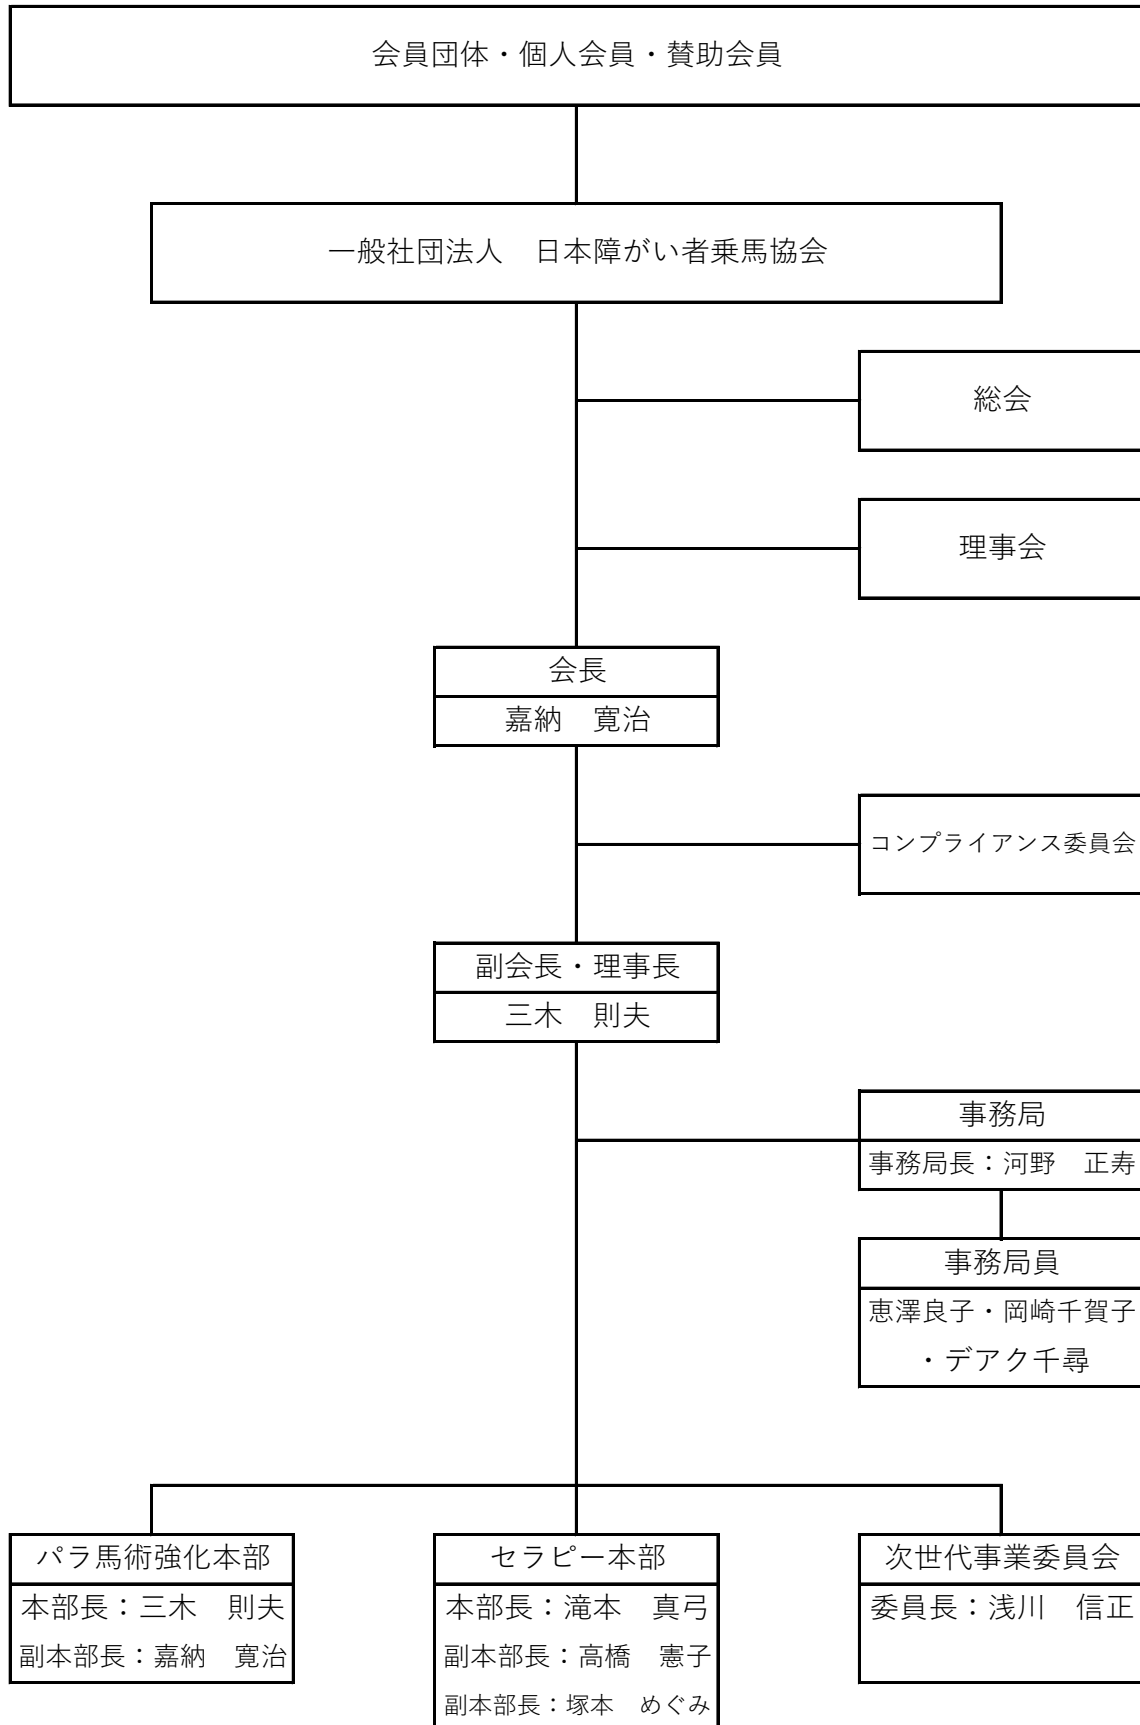 会員団体・個人会員・賛助会員
一般社団法人　日本障がい者乗馬協会
総会
理事会
会長
嘉納　寛治
コンプライアンス委員会
副会長・理事長
三木　則夫
事務局
事務局長：河野　正寿
事務局員
恵澤良子・岡崎千賀子
・デアク千尋
パラ馬術強化本部
本部長：三木　則夫
副本部長：嘉納　寛治
セラピー本部
本部長：滝本　真弓
副本部長：高橋　憲子
副本部長：塚本　めぐみ
次世代事業委員会
委員長：浅川　信正